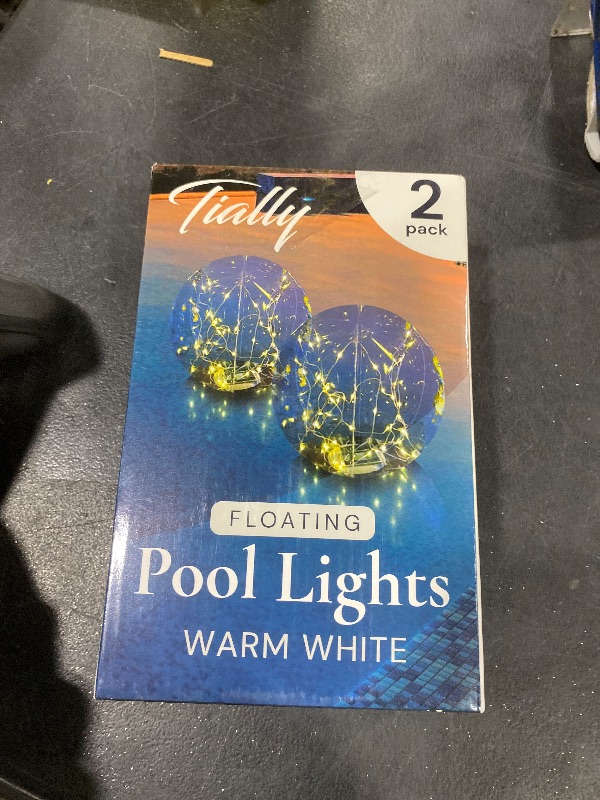 Tially
2
pack
FLOATING
Pool Lights
WARM WHITE